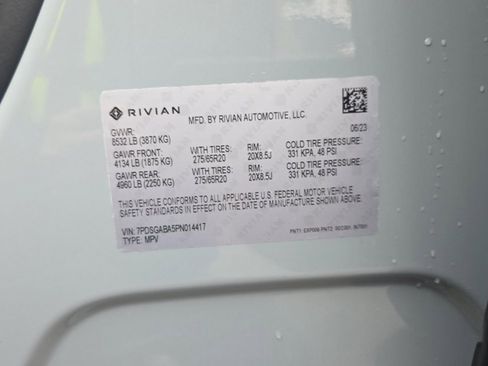 RIVIAN
MFD. BY RIVIAN AUTOMOTIVE, LLC.
06/23
GVWR:
8532 LB (3870 KG)
GAWR FRONT: WITH TIRES: RIM: COLD TIRE PRESSURE:
4134 LB (1875 KG) 275/65R20 20X8.5J 331 KPA, 48 PSI
GAWR REAR: WITH TIRES: RIM: COLD TIRE PRESSURE:
4960 LB (2250 KG) 275/65R20 20X8.5J 331 KPA, 48 PSI
THIS VEHICLE CONFORMS TO ALL APPLICABLE U.S. FEDERAL MOTOR VEHICLE
SAFETY STANDARDS IN EFFECT ON THE DATE OF MANUFACTURE SHOWN ABOVE.
VIN: 7PDSGABA5PN014417
TYPE: MPV